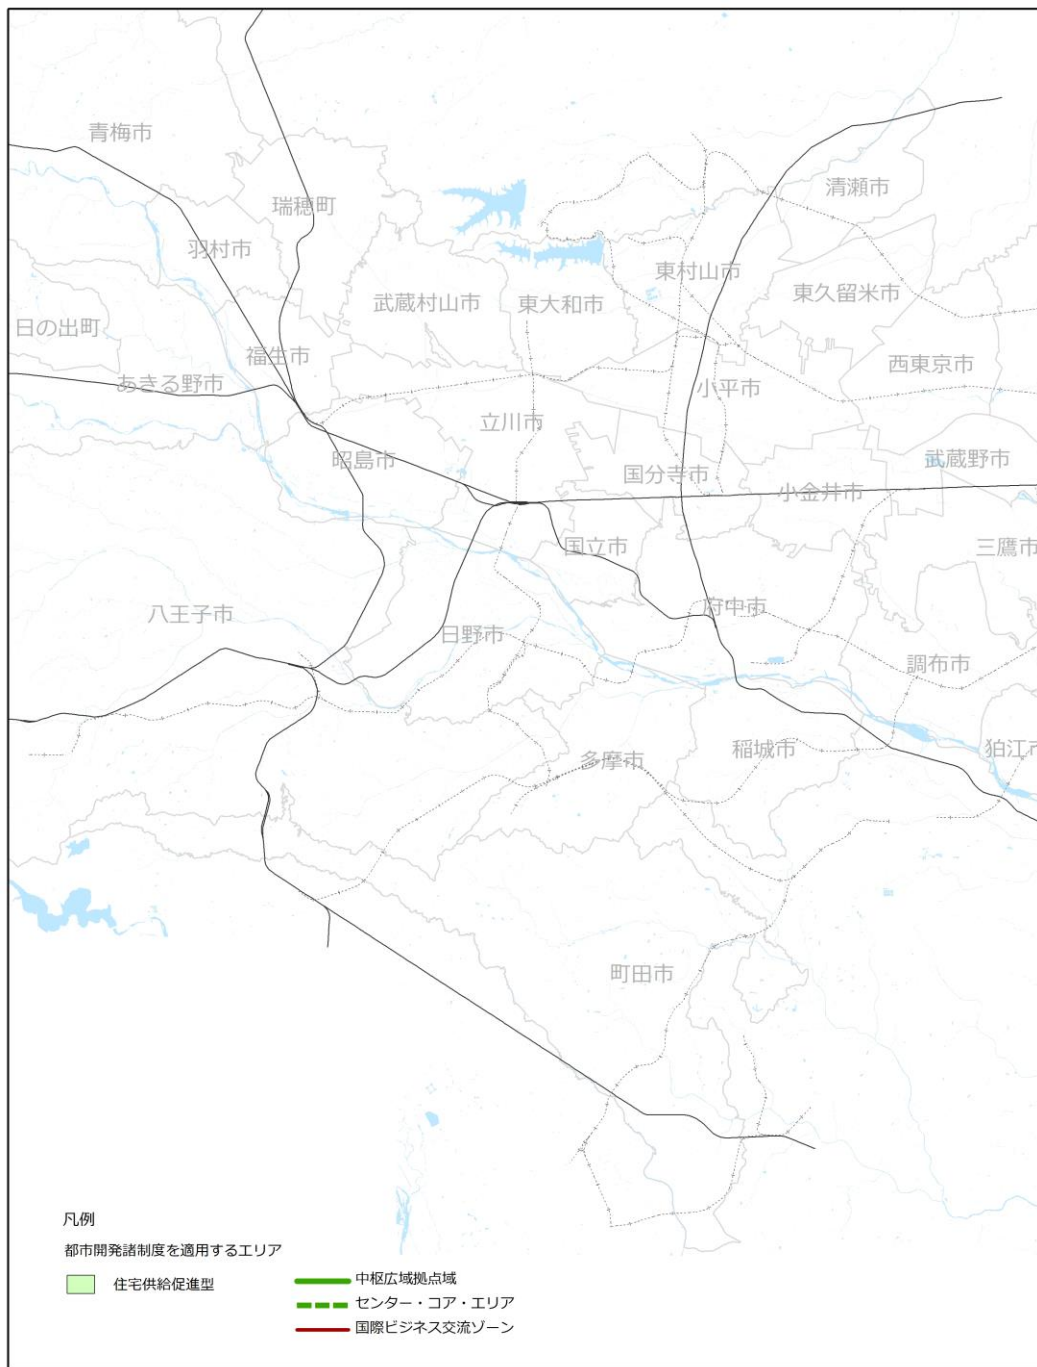 青梅市
瑞穂町
清瀬市
羽村市
東村山市
武蔵村山市
東大和市
東久留米市
日の出町
福生市
あきる野市
西東京市
小平市
立川市
昭島市
国分寺市
武蔵野市
小金井市
国立市
三鷹市
八王子市
府中市
日野市
調布市
多摩市
稲城市
狛江市
町田市
凡例
都市開発諸制度を適用するエリア
住宅供給促進型
中枢広域拠点域
センター・コア・エリア
国際ビジネス交流ゾーン